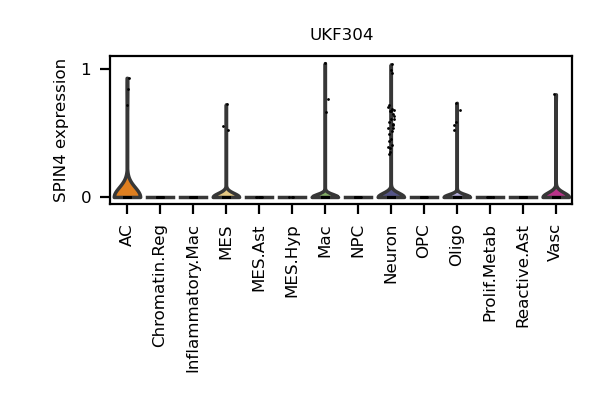 UKF304
SPIN4 expression
1
0
AC
Chromatin.Reg
Inflammatory.Mac
MES
MES.Ast
MES.Hyp
Mac
NPC
Neuron
OPC
Oligo
Prolif.Metab
Reactive.Ast
Vasc